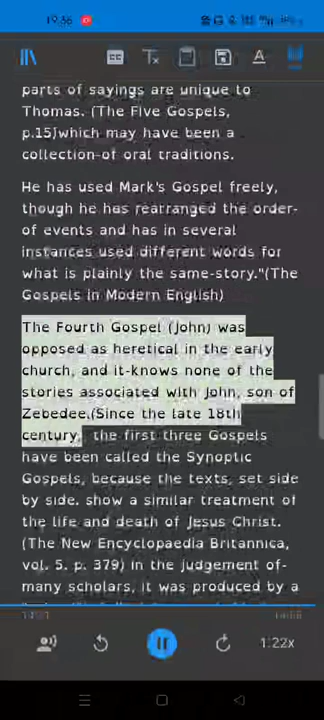 19:36
CC
A
parts of sayings are unique to
Thomas. (The Five Gospels,
p.15)which may have been a
collection-of oral traditions.
He has used Mark's Gospel freely,
though he has rearranged the order-
of events and has in several
instances used different words for
what is plainly the same-story."(The
Gospels in Modern English)
The Fourth Gospel (John) was
opposed as heretical in the early
church, and it-knows none of the
stories associated with John, son of
Zebedee.(Since the late 18th
century, the first three Gospels
have been called the Synoptic
Gospels, because the texts, set side
by side, show a similar treatment of
the life and death of Jesus Christ.
(The New Encyclopaedia Britannica,
vol. 5. p. 379) in the judgement of-
many scholars, it was produced by a
1:22x